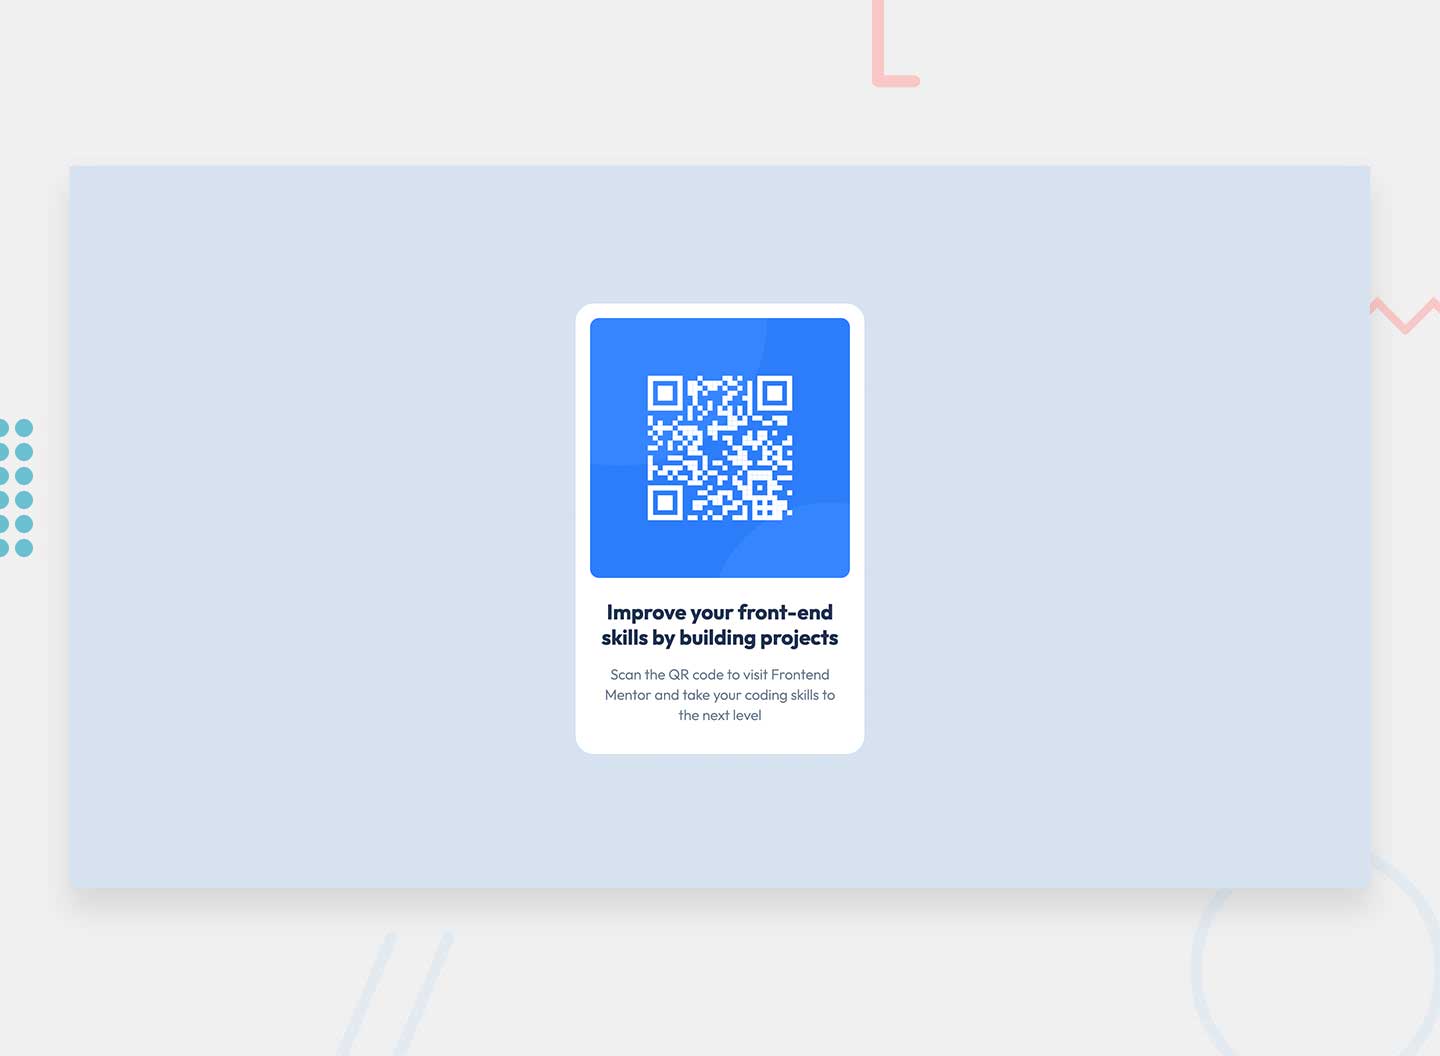 Improve your front-end
skills by building projects
Scan the QR code to visit Frontend
Mentor and take your coding skills to
the next level